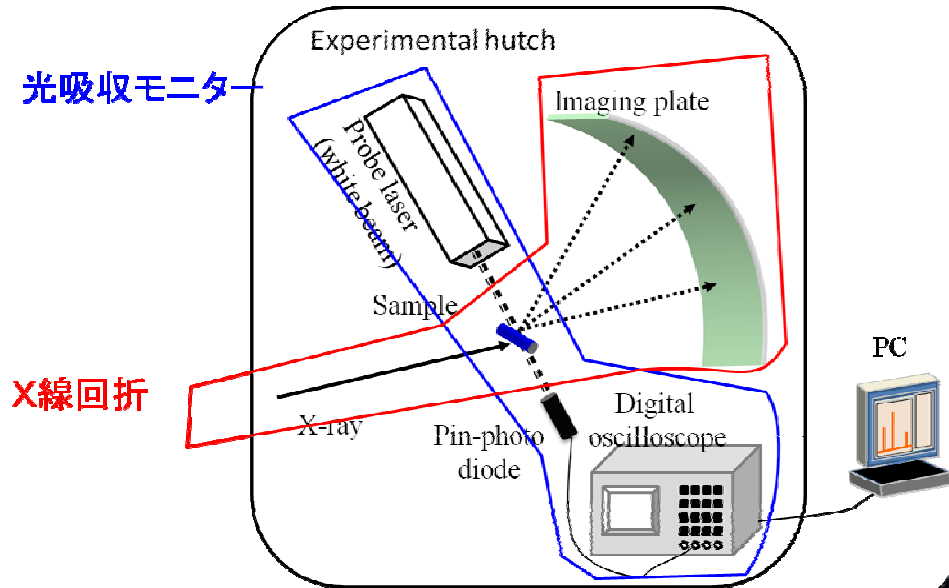 Experimental hutch
光吸収モニター
Imaging plate
Probe laser
(white beam)
Sample
X線回折
X-ray
Pin-photo
diode
Digital
oscilloscope
PC